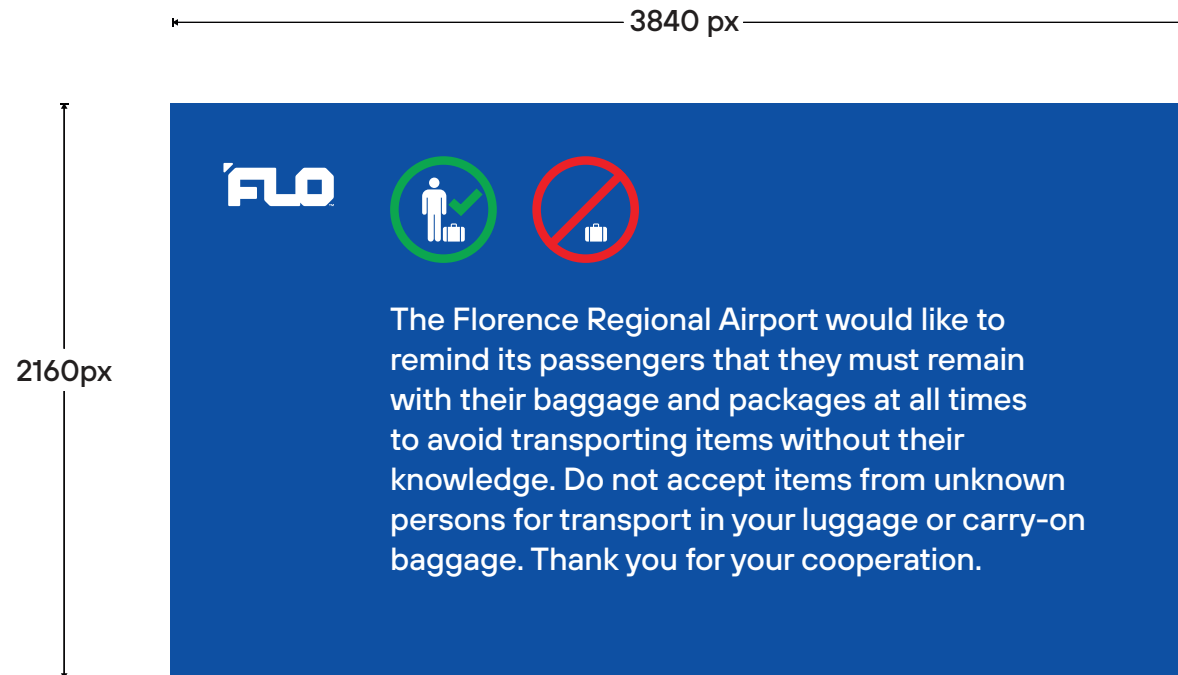 3840 px
FLO
2160px
The Florence Regional Airport would like to
remind its passengers that they must remain
with their baggage and packages at all times
to avoid transporting items without their
knowledge. Do not accept items from unknown
persons for transport in your luggage or carry-on
baggage. Thank you for your cooperation.